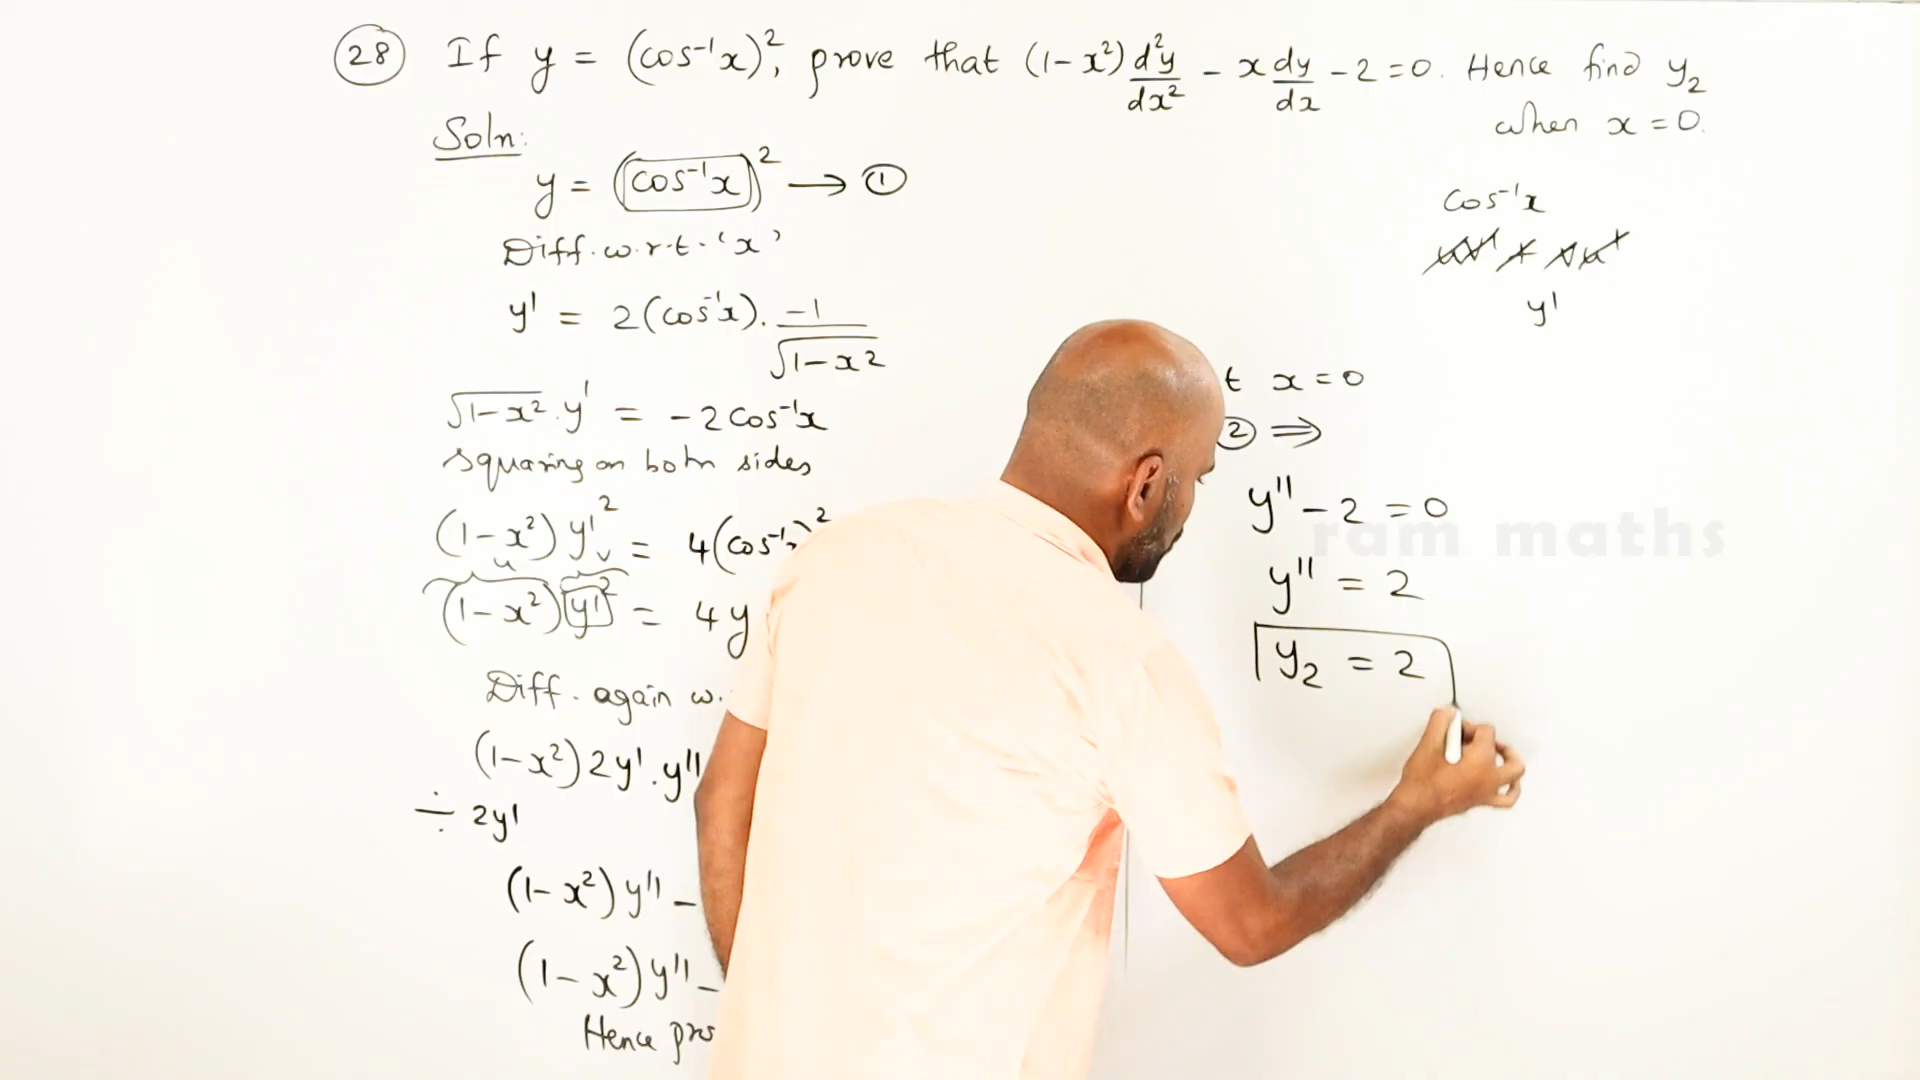 28 If y = (cos⁻¹x)², prove that (1-x²) d²y/dx² - x dy/dx - 2 = 0. Hence find y₂
when x = 0.
Soln:
y = (cos⁻¹x)² → ①
Diff. w.r.t. 'x'
y' = 2(cos⁻¹x). -1/√1-x²
√1-x². y' = -2cos⁻¹x
squaring on both sides
(1-x²) y'² = 4(cos⁻¹
u v
(1-x²) y'² = 4y
Diff. again w.
(1-x²) 2y'. y''
÷ 2y'
(1-x²) y'' -
(1-x²) y'' -
Hence
cos⁻¹x
y'
x = 0
② ⇒
y'' - 2 = 0
y'' = 2
y₂ = 2
ram maths